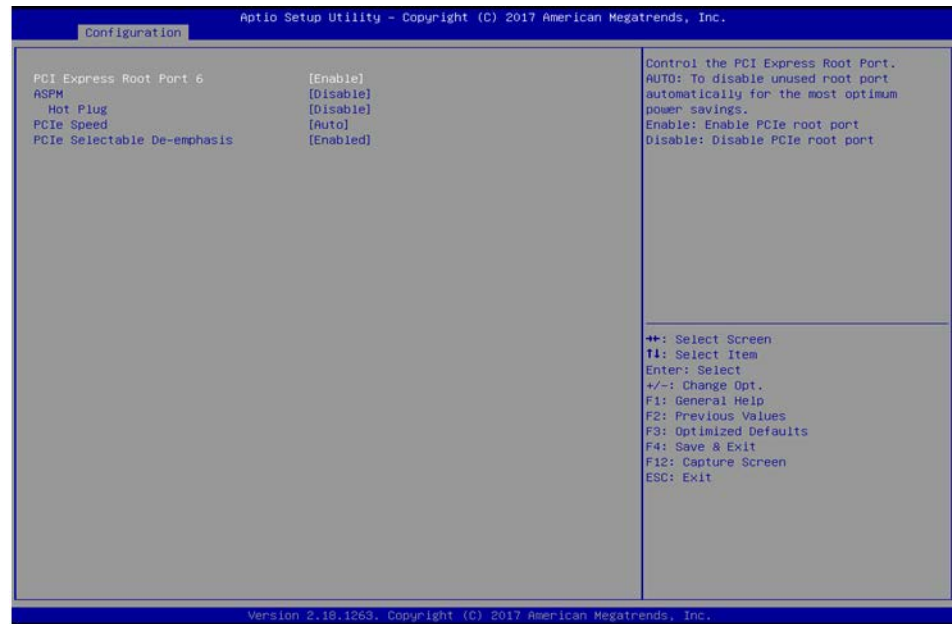 Aptio Setup Utility – Copyright (C) 2017 American Megatrends, Inc.
Configuration
PCI Express Root Port 6 [Enable]
ASPM [Disable]
Hot Plug [Disable]
PCIe Speed [Auto]
PCIe Selectable De-emphasis [Enabled]
Control the PCI Express Root Port.
AUTO: To disable unused root port
automatically for the most optimum
power savings.
Enable: Enable PCIe root port
Disable: Disable PCIe root port
→←: Select Screen
↑↓: Select Item
Enter: Select
+/-: Change Opt.
F1: General Help
F2: Previous Values
F3: Optimized Defaults
F4: Save & Exit
F12: Capture Screen
ESC: Exit
Version 2.18.1263. Copyright (C) 2017 American Megatrends, Inc.